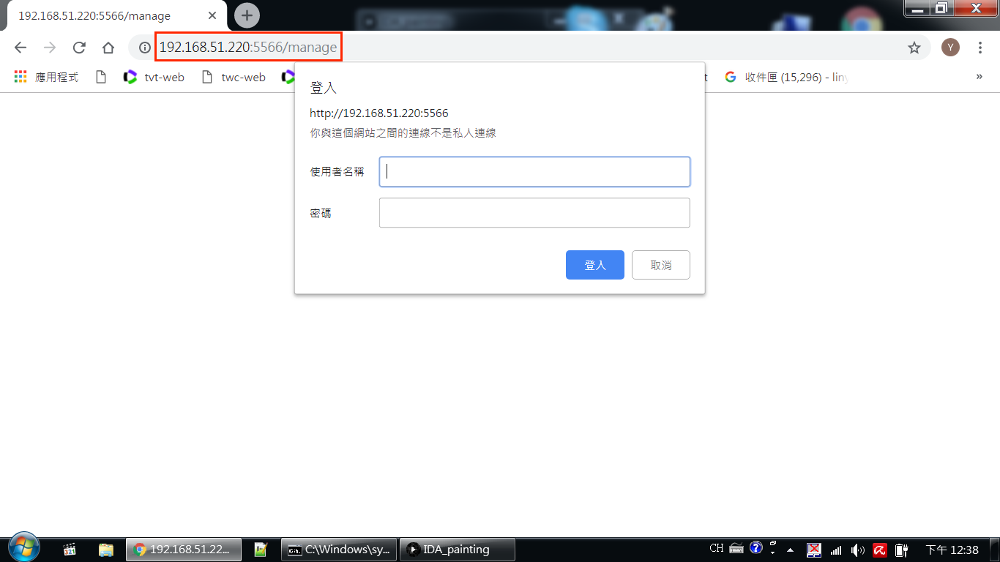 192.168.51.220:5566/manage
192.168.51.220:5566/manage
Y
應用程式
tvt-web
twc-web
t
收件匣 (15,296) - liny
»
登入
http://192.168.51.220:5566
你與這個網站之間的連線不是私人連線
使用者名稱
密碼
登入
取消
321
192.168.51.22...
C:\Windows\sy...
IDA_painting
CH
下午 12:38